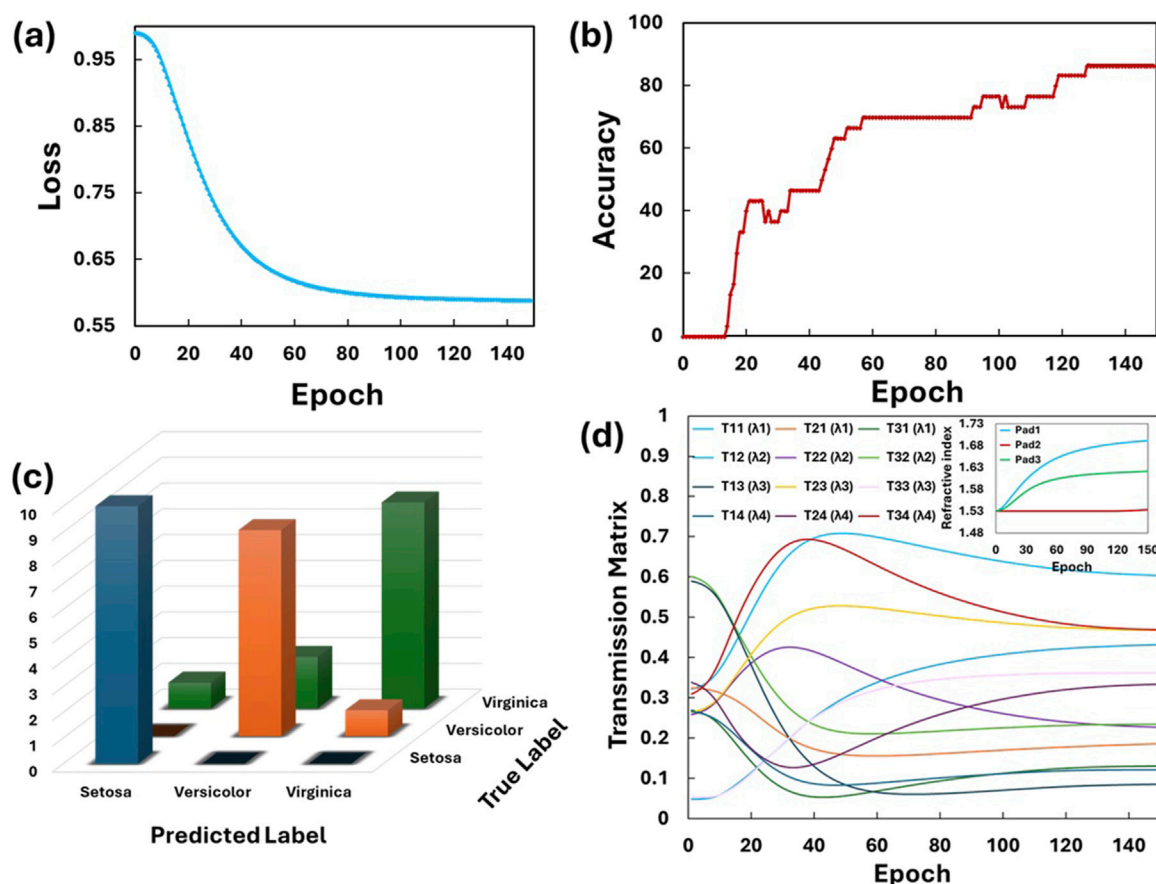 (a)
0.95
0.85
0.75
0.65
0.55
Loss
0 20 40 60 80 100 120 140
Epoch
(b)
100
80
60
40
20
0
Accuracy
0 20 40 60 80 100 120 140
Epoch
(c)
10
9
8
7
6
5
4
3
2
1
0
Setosa Versicolor Virginica
Predicted Label
Virginica
Versicolor
Setosa
True Label
(d)
1
0.9
0.8
0.7
0.6
0.5
0.4
0.3
0.2
0.1
0
Transmission Matrix
T11 (λ1) T21 (λ1) T31 (λ1)
T12 (λ2) T22 (λ2) T32 (λ2)
T13 (λ3) T23 (λ3) T33 (λ3)
T14 (λ4) T24 (λ4) T34 (λ4)
Refractive index
1.73
1.68
1.63
1.58
1.53
1.48
Pad1
Pad2
Pad3
0 30 60 90 120 150
Epoch
0 20 40 60 80 100 120 140
Epoch